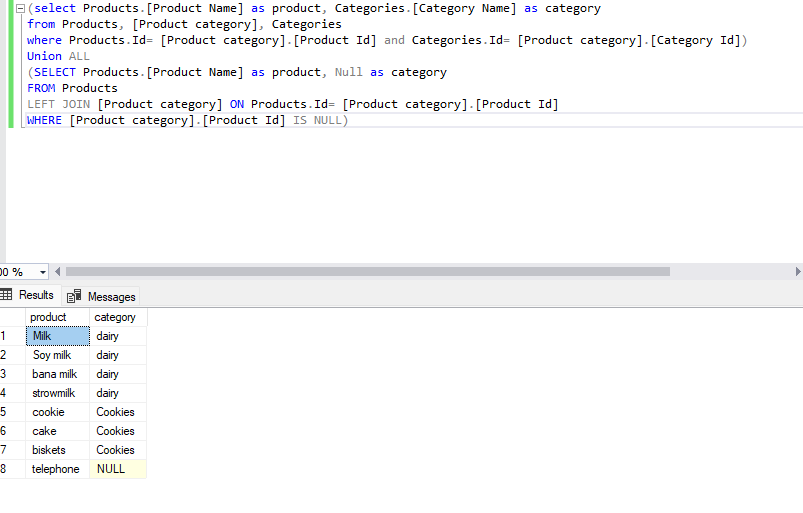 (select Products.[Product Name] as product, Categories.[Category Name] as category
from Products, [Product category], Categories
where Products.Id= [Product category].[Product Id] and Categories.Id= [Product category].[Category Id])
Union ALL
(SELECT Products.[Product Name] as product, Null as category
FROM Products
LEFT JOIN [Product category] ON Products.Id= [Product category].[Product Id]
WHERE [Product category].[Product Id] IS NULL)
00 %
Results Messages
product category
1 Milk dairy
2 Soy milk dairy
3 bana milk dairy
4 strowmilk dairy
5 cookie Cookies
6 cake Cookies
7 biskets Cookies
8 telephone NULL